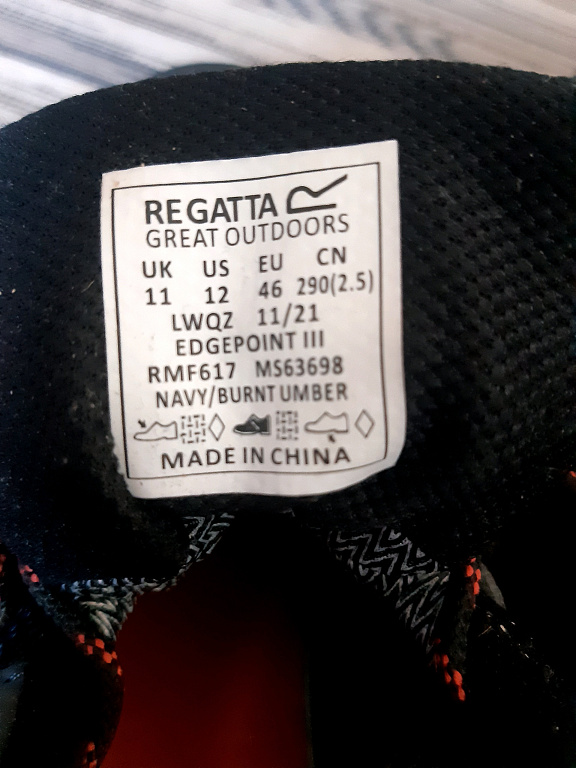 REGATTA
GREAT OUTDOORS
UK US EU CN
11 12 46 290(2.5)
LWQZ 11/21
EDGEPOINT III
RMF617 MS63698
NAVY/BURNT UMBER
MADE IN CHINA